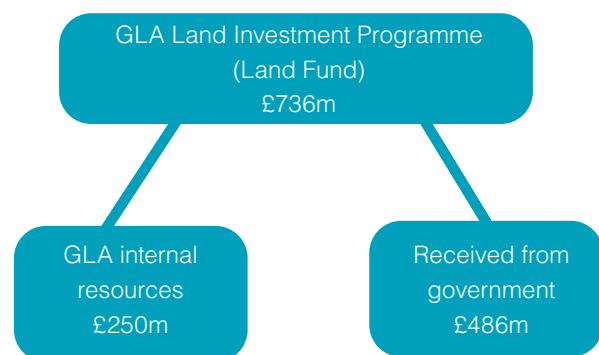 GLA Land Investment Programme
(Land Fund)
£736m
GLA internal
resources
£250m
Received from
government
£486m